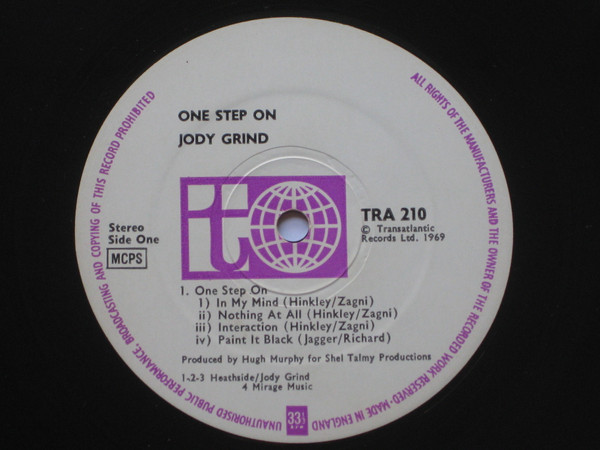 ONE STEP ON
JODY GRIND
it
TRA 210
© Transatlantic
Records Ltd. 1969
Stereo
Side One
MCPS
1. One Step On
i) In My Mind (Hinkley/Zagni)
ii) Nothing At All (Hinkley/Zagni)
iii) Interaction (Hinkley/Zagni)
iv) Paint It Black (Jagger/Richard)
Produced by Hugh Murphy for Shel Talmy Productions
1-2-3 Heathside/Jody Grind
4 Mirage Music
ALL RIGHTS OF THE MANUFACTURERS AND THE OWNER OF THE RECORDED WORK RESERVED-MADE IN ENGLAND
33⅓ RPM
UNAUTHORISED PUBLIC PERFORMANCE, BROADCASTING AND COPYING OF THIS RECORD PROHIBITED